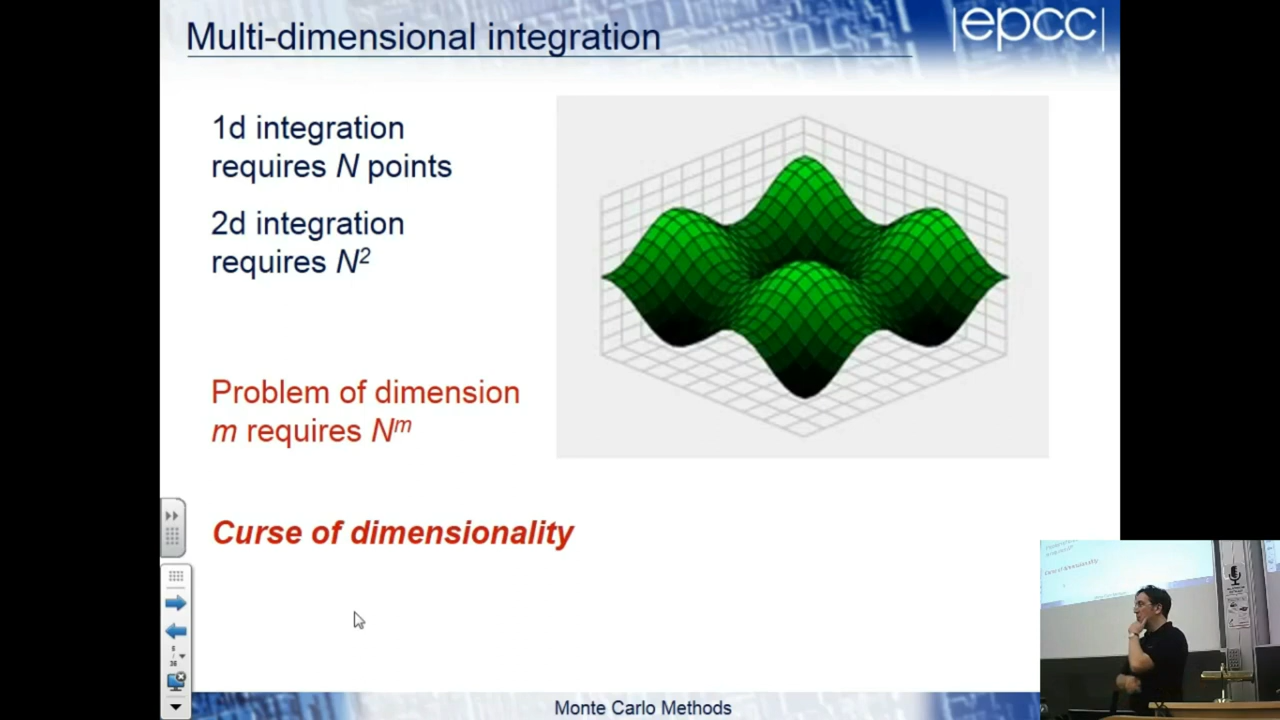 Multi-dimensional integration
|epcc|
1d integration
requires N points
2d integration
requires N²
Problem of dimension
m requires Nᵐ
Curse of dimensionality
Monte Carlo Methods